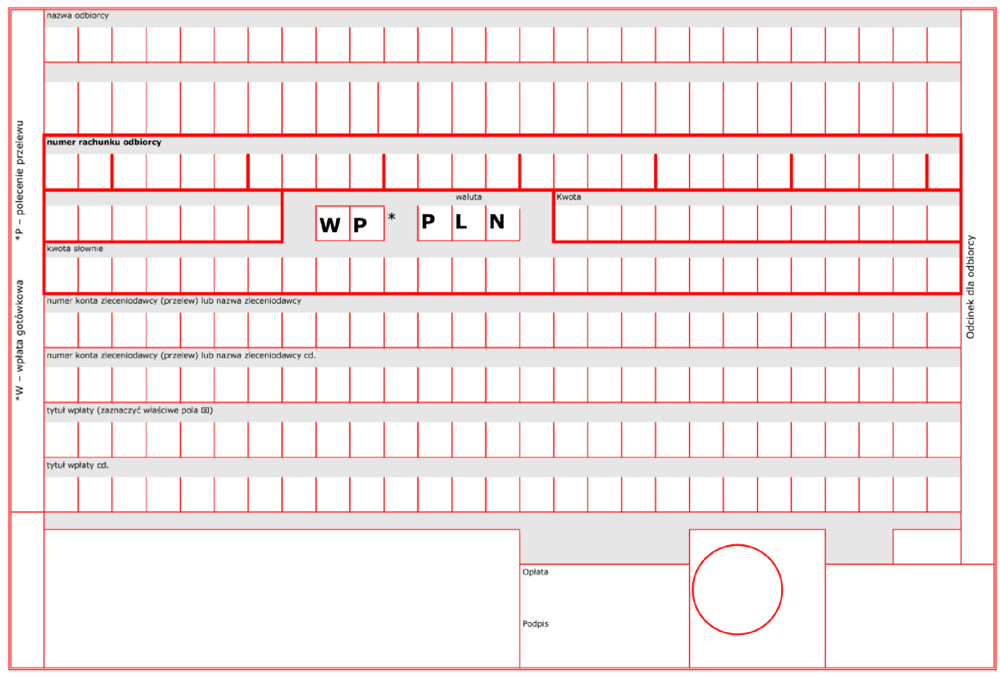 nazwa odbiorcy
numer rachunku odbiorcy
waluta
Kwota
W P * P L N
kwota słownie
numer konta zleceniodawcy (przelew) lub nazwa zleceniodawcy
numer konta zleceniodawcy (przelew) lub nazwa zleceniodawcy cd.
tytuł wpłaty (zaznaczyć właściwe pola ☒)
tytuł wpłaty cd.
Opłata
Podpis
*W – wpłata gotówkowa
*P – polecenie przelewu
Odcinek dla odbiorcy